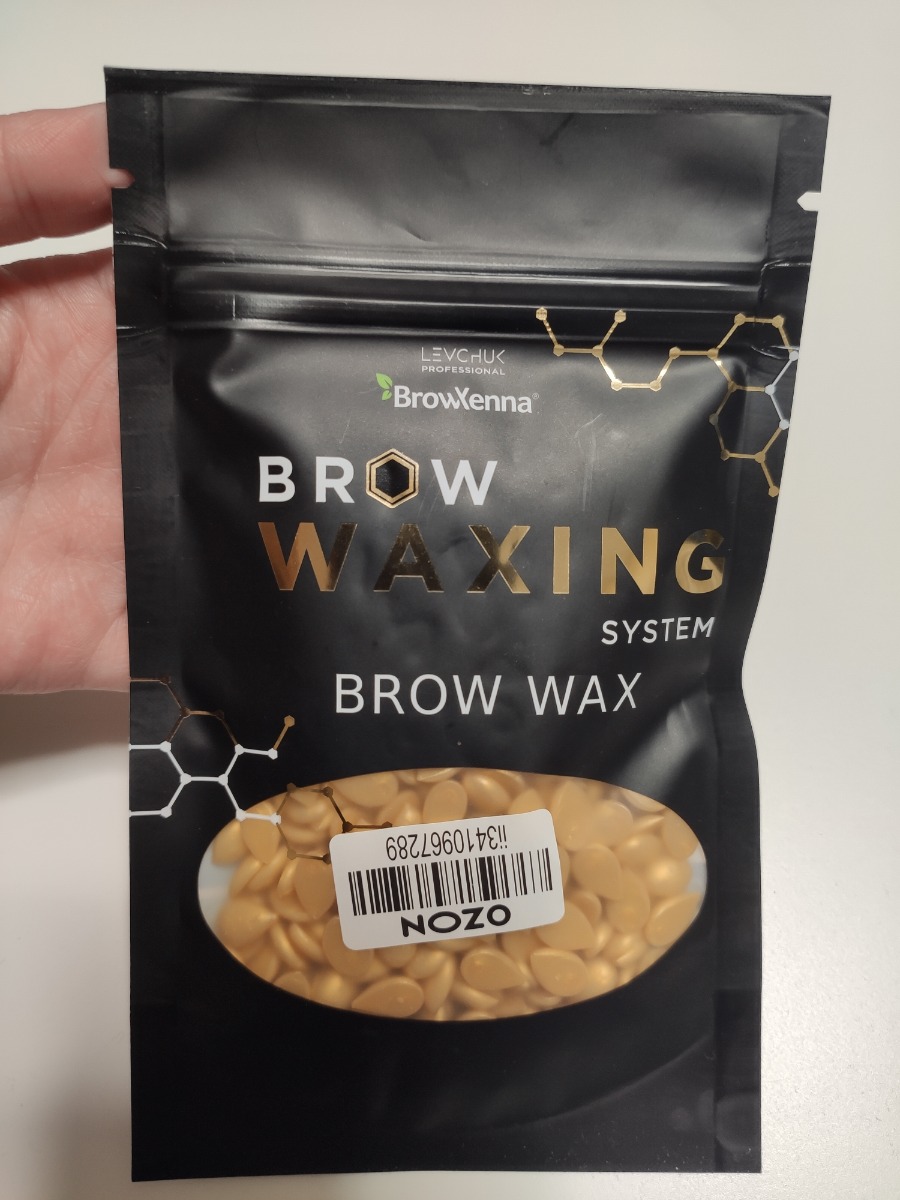 LEVCHUK
PROFESSIONAL
BrowXenna®
BROW
WAXING
SYSTEM
BROW WAX
OZON
ii3410967289